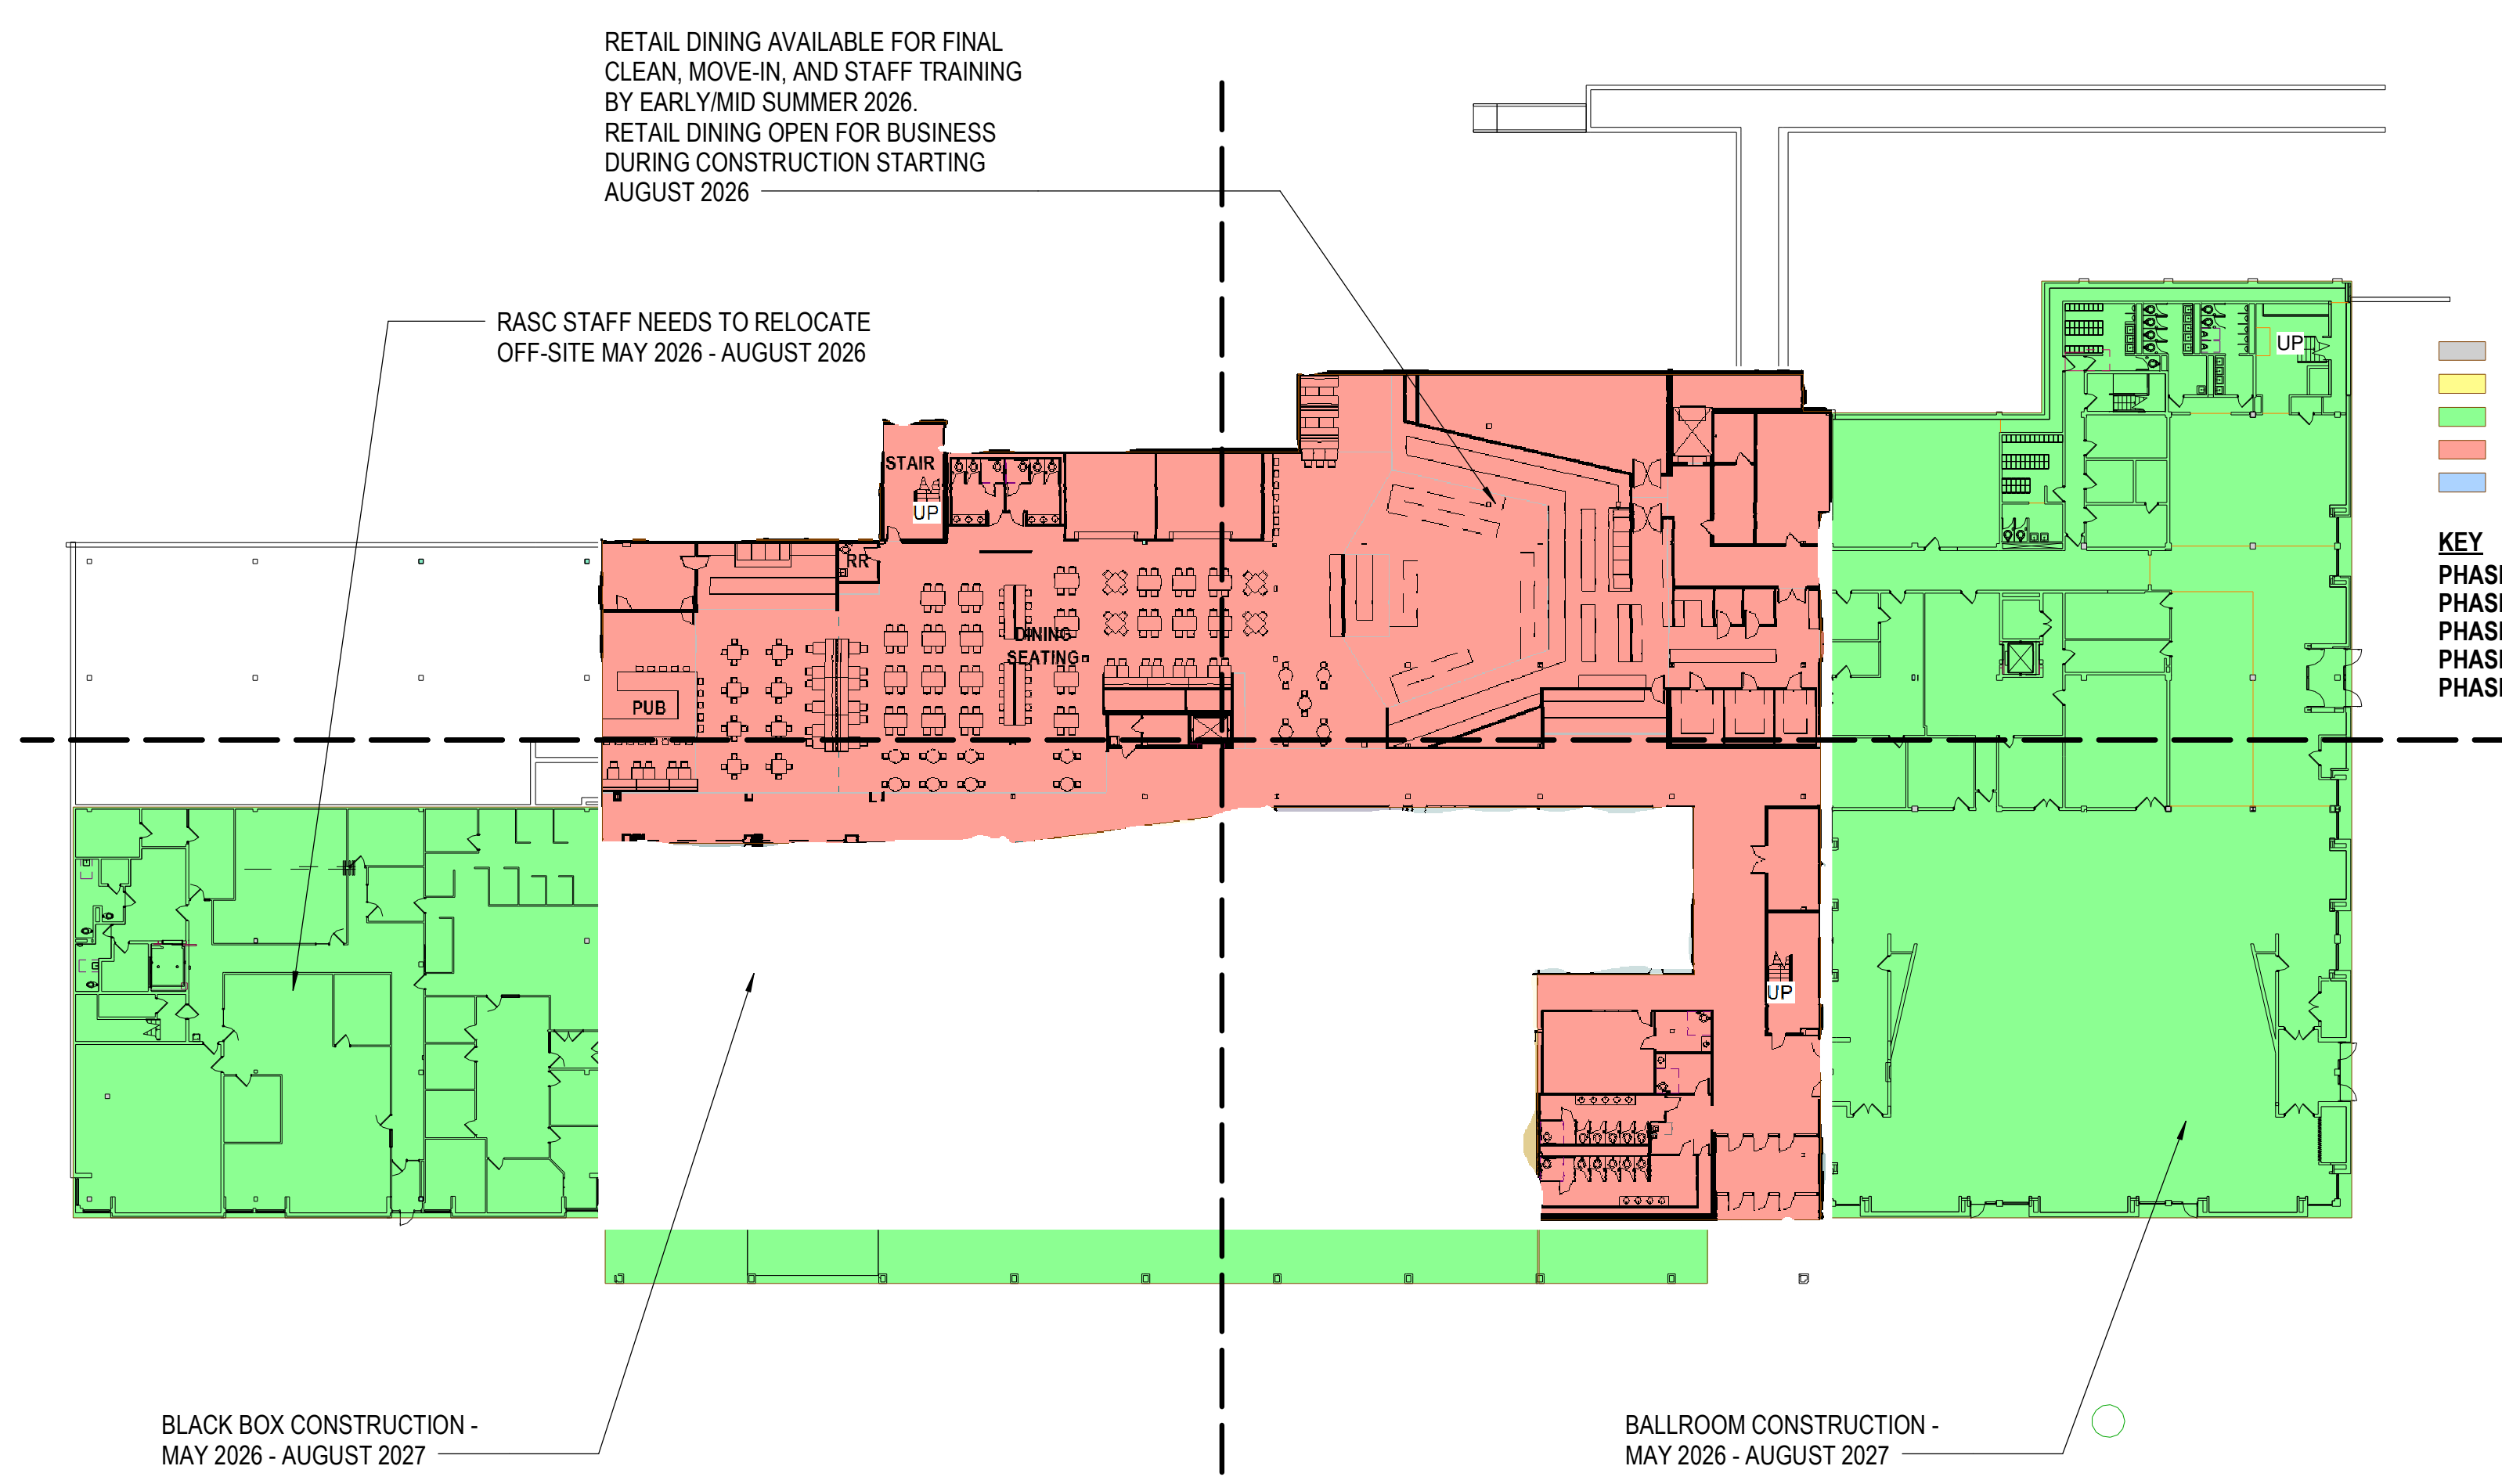 RETAIL DINING AVAILABLE FOR FINAL
CLEAN, MOVE-IN, AND STAFF TRAINING
BY EARLY/MID SUMMER 2026.
RETAIL DINING OPEN FOR BUSINESS
DURING CONSTRUCTION STARTING
AUGUST 2026
RASC STAFF NEEDS TO RELOCATE
OFF-SITE MAY 2026 - AUGUST 2026
UP
STAIR
UP
RR
DINING
SEATING
PUB
KEY
UP
BLACK BOX CONSTRUCTION -
MAY 2026 - AUGUST 2027
BALLROOM CONSTRUCTION -
MAY 2026 - AUGUST 2027